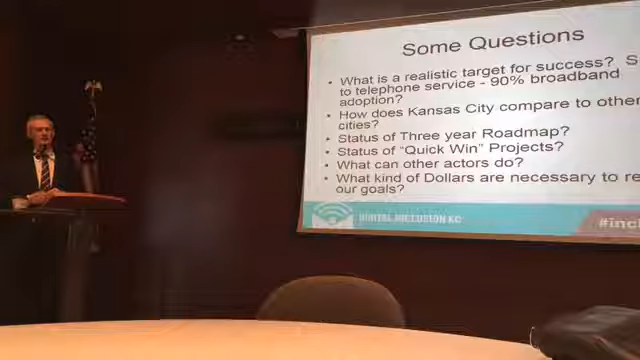 Some Questions
• What is a realistic target for success? S
to telephone service - 90% broadband
adoption?
• How does Kansas City compare to other
cities?
• Status of Three year Roadmap?
• Status of "Quick Win" Projects?
• What can other actors do?
• What kind of Dollars are necessary to re
our goals?
DIGITAL INCLUSION KC
#incl